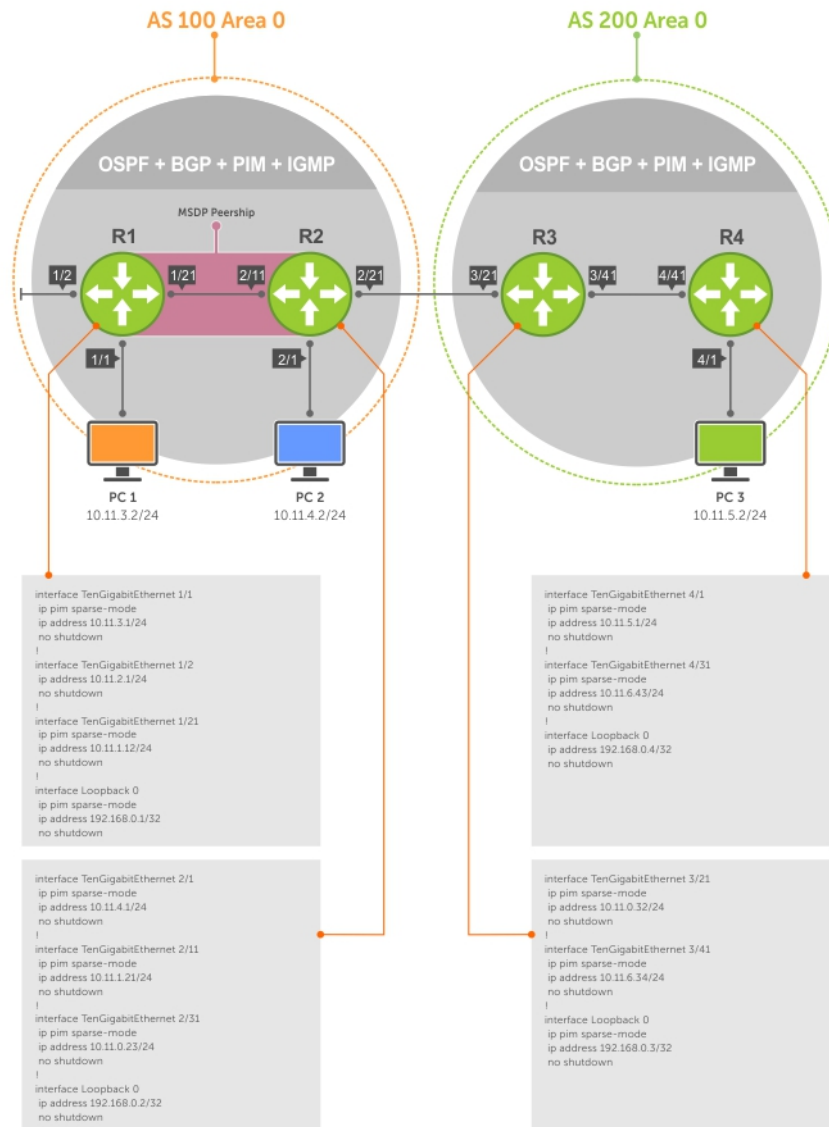 AS 100 Area 0
AS 200 Area 0
OSPF + BGP + PIM + IGMP
OSPF + BGP + PIM + IGMP
MSDP Peership
R1
R2
R3
R4
1/2
1/21
2/11
2/21
3/21
3/41
4/41
1/1
2/1
4/1
PC 1
10.11.3.2/24
PC 2
10.11.4.2/24
PC 3
10.11.5.2/24
interface TenGigabitEthernet 1/1
ip pim sparse-mode
ip address 10.11.3.1/24
no shutdown
!
interface TenGigabitEthernet 1/2
ip address 10.11.2.1/24
no shutdown
!
interface TenGigabitEthernet 1/21
ip pim sparse-mode
ip address 10.11.1.12/24
no shutdown
!
interface Loopback 0
ip pim sparse-mode
ip address 192.168.0.1/32
no shutdown
interface TenGigabitEthernet 4/1
ip pim sparse-mode
ip address 10.11.5.1/24
no shutdown
!
interface TenGigabitEthernet 4/31
ip pim sparse-mode
ip address 10.11.6.43/24
no shutdown
!
interface Loopback 0
ip address 192.168.0.4/32
no shutdown
interface TenGigabitEthernet 2/1
ip pim sparse-mode
ip address 10.11.4.1/24
no shutdown
!
interface TenGigabitEthernet 2/11
ip pim sparse-mode
ip address 10.11.1.21/24
no shutdown
!
interface TenGigabitEthernet 2/31
ip pim sparse-mode
ip address 10.11.0.23/24
no shutdown
!
interface Loopback 0
ip address 192.168.0.2/32
no shutdown
interface TenGigabitEthernet 3/21
ip pim sparse-mode
ip address 10.11.0.32/24
no shutdown
!
interface TenGigabitEthernet 3/41
ip pim sparse-mode
ip address 10.11.6.34/24
no shutdown
!
interface Loopback 0
ip pim sparse-mode
ip address 192.168.0.3/32
no shutdown